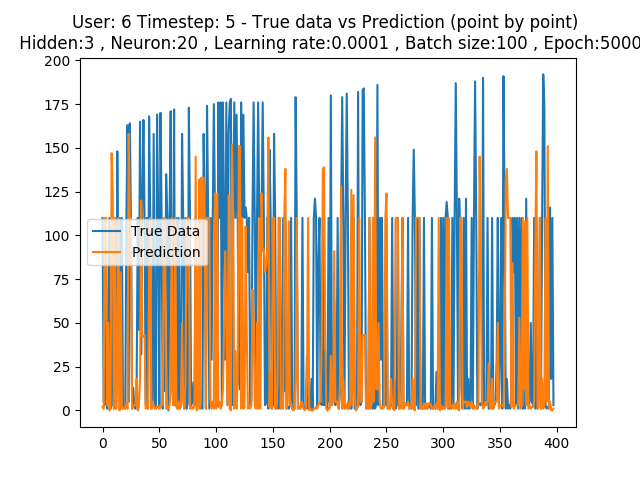 User: 6 Timestep: 5 - True data vs Prediction (point by point)
Hidden:3 , Neuron:20 , Learning rate:0.0001 , Batch size:100 , Epoch:5000
200
175
150
125
100
75
50
25
0
True Data
Prediction
0 50 100 150 200 250 300 350 400